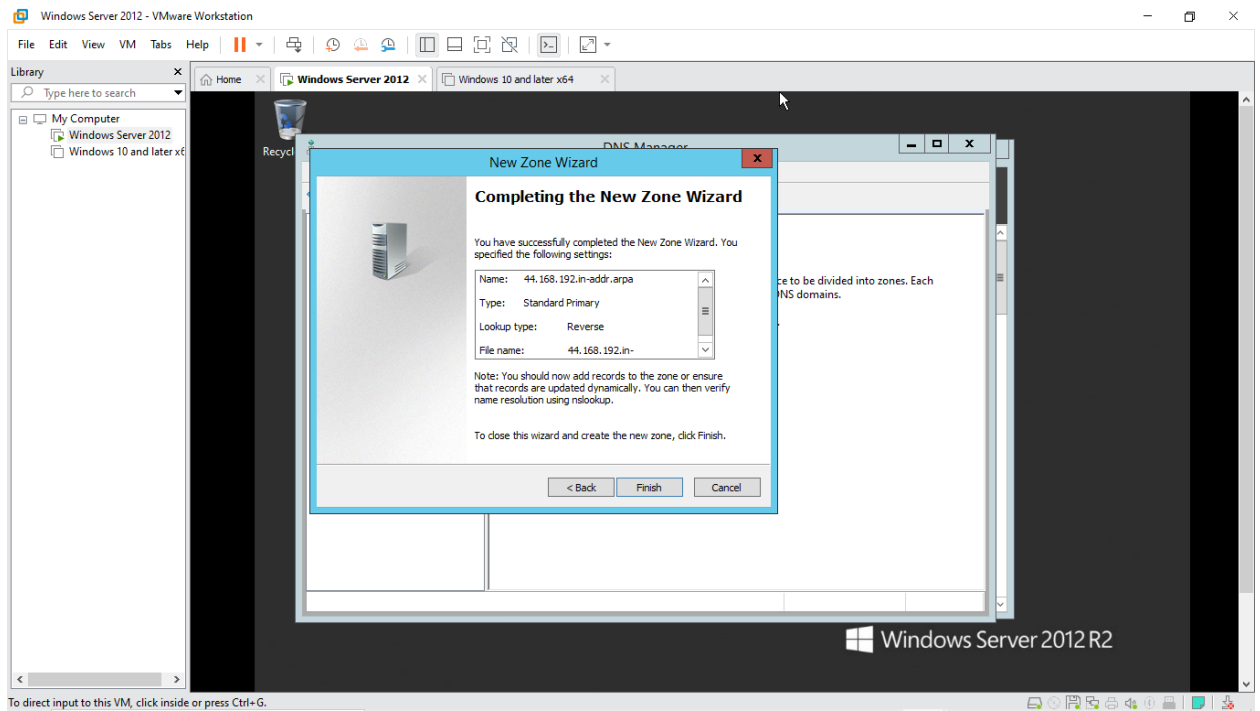 Windows Server 2012 - VMware Workstation
File Edit View VM Tabs Help
Library
Type here to search
My Computer
Windows Server 2012
Windows 10 and later x6
Home
Windows Server 2012
Windows 10 and later x64
Recycl
DNS Manager
New Zone Wizard
Completing the New Zone Wizard
You have successfully completed the New Zone Wizard. You
specified the following settings:
Name: 44.168.192.in-addr.arpa
Type: Standard Primary
Lookup type: Reverse
File name: 44.168.192.in-
Note: You should now add records to the zone or ensure
that records are updated dynamically. You can then verify
name resolution using nslookup.
To close this wizard and create the new zone, click Finish.
< Back Finish Cancel
ce to be divided into zones. Each
DNS domains.
Windows Server 2012 R2
To direct input to this VM, click inside or press Ctrl+G.